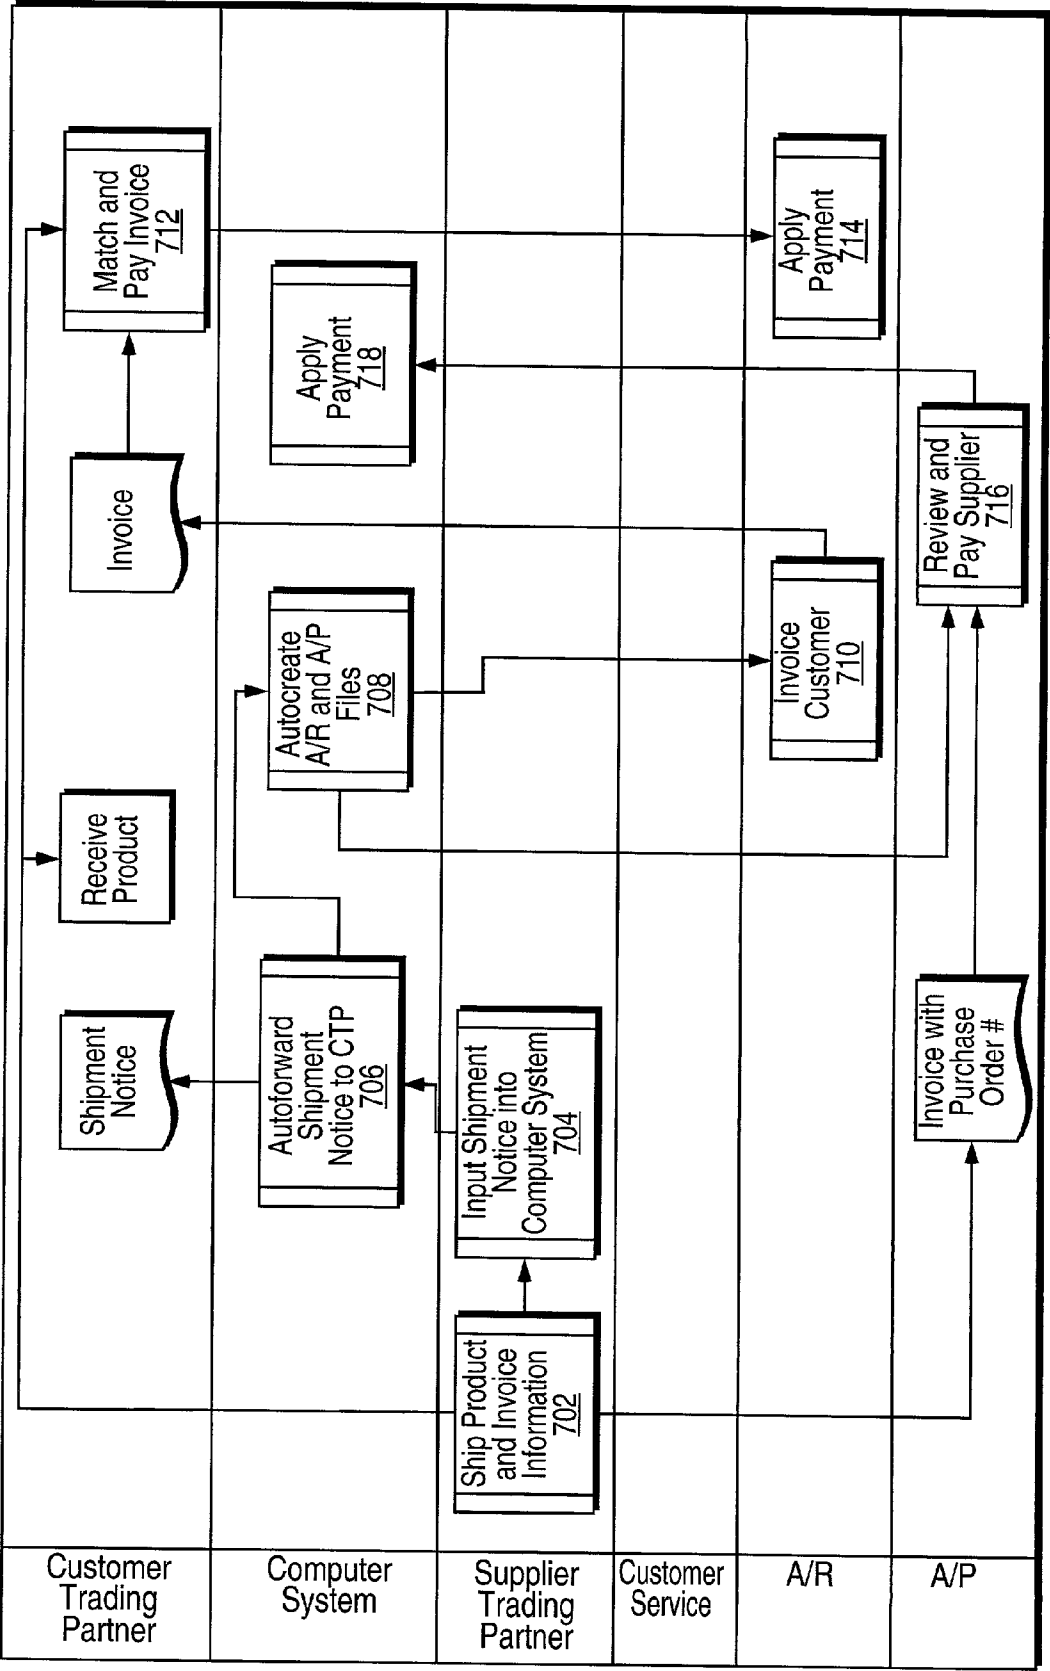 Customer
Trading
Partner
Computer
System
Supplier
Trading
Partner
Customer
Service
A/R
A/P
Shipment
Notice
Receive
Product
Invoice
Match and
Pay Invoice
712
Autoforward
Shipment
Notice to CTP
706
Autocreate
A/R and A/P
Files
708
Apply
Payment
718
Ship Product
and Invoice
Information
702
Input Shipment
Notice into
Computer System
704
Invoice
Customer
710
Apply
Payment
714
Invoice with
Purchase
Order #
Review and
Pay Supplier
716